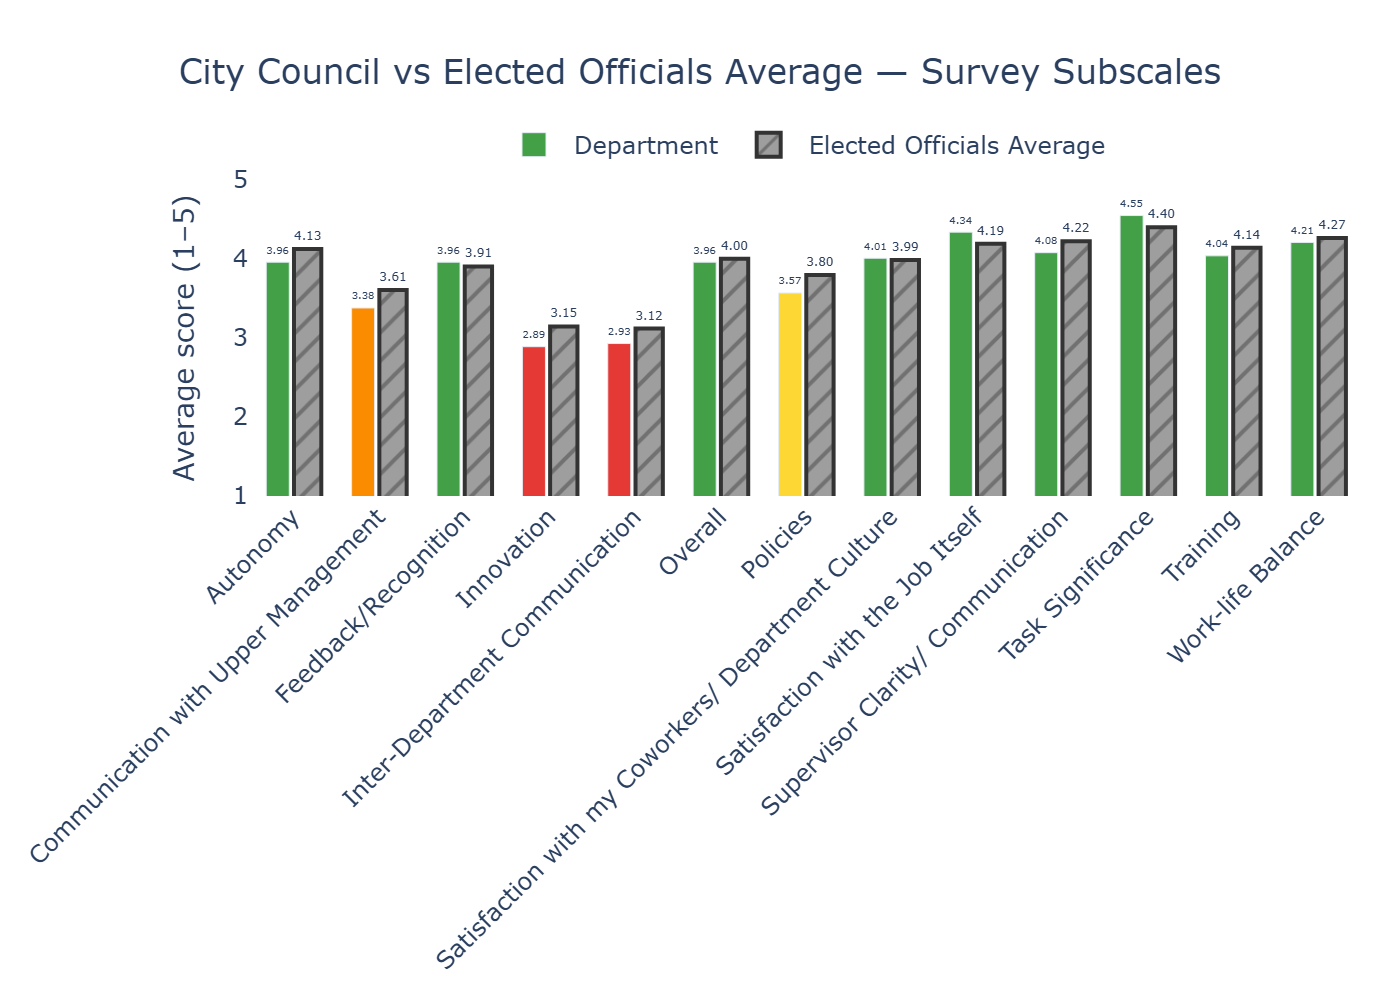 City Council vs Elected Officials Average — Survey Subscales
Department
Elected Officials Average
Average score (1–5)
5
4
3
2
1
3.96
4.13
3.38
3.61
3.96
3.91
2.89
3.15
2.93
3.12
3.96
4.00
3.57
3.80
4.01
3.99
4.34
4.19
4.08
4.22
4.55
4.40
4.04
4.14
4.21
4.27
Autonomy
Communication with Upper Management
Feedback/Recognition
Innovation
Inter-Department Communication
Overall
Policies
Satisfaction with my Coworkers/ Department Culture
Satisfaction with the Job Itself
Supervisor Clarity/ Communication
Task Significance
Training
Work-life Balance